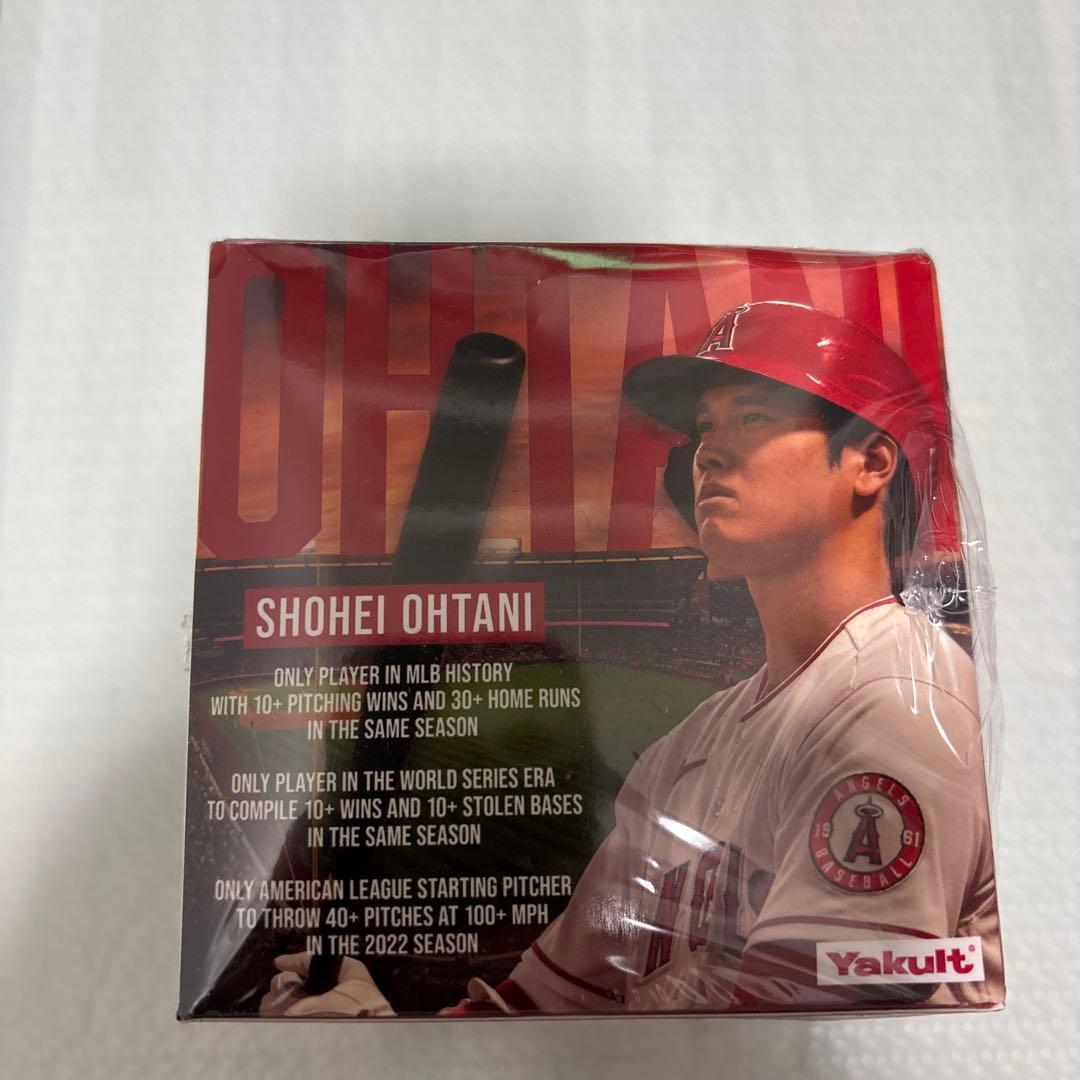 OHTANI
A
SHOHEI OHTANI
ONLY PLAYER IN MLB HISTORY
WITH 10+ PITCHING WINS AND 30+ HOME RUNS
IN THE SAME SEASON
ONLY PLAYER IN THE WORLD SERIES ERA
TO COMPILE 10+ WINS AND 10+ STOLEN BASES
IN THE SAME SEASON
ONLY AMERICAN LEAGUE STARTING PITCHER
TO THROW 40+ PITCHES AT 100+ MPH
IN THE 2022 SEASON
ANGELS
19 A 61
BASEBALL
Yakult®